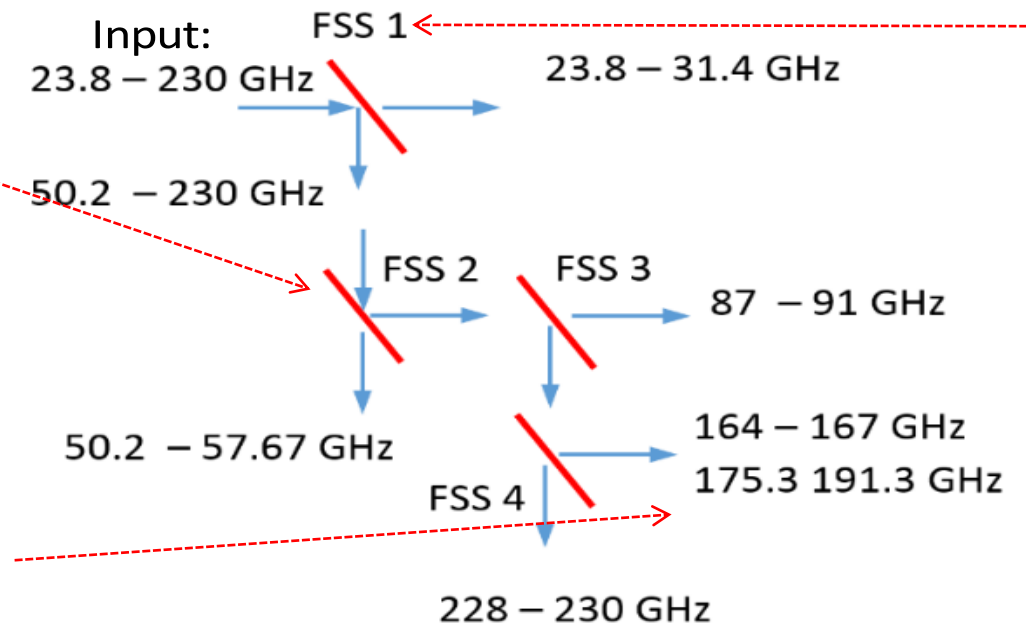 FSS 1
Input:
23.8 – 230 GHz
23.8 – 31.4 GHz
50.2 – 230 GHz
FSS 2
FSS 3
87 – 91 GHz
50.2 – 57.67 GHz
164 – 167 GHz
175.3 191.3 GHz
FSS 4
228 – 230 GHz